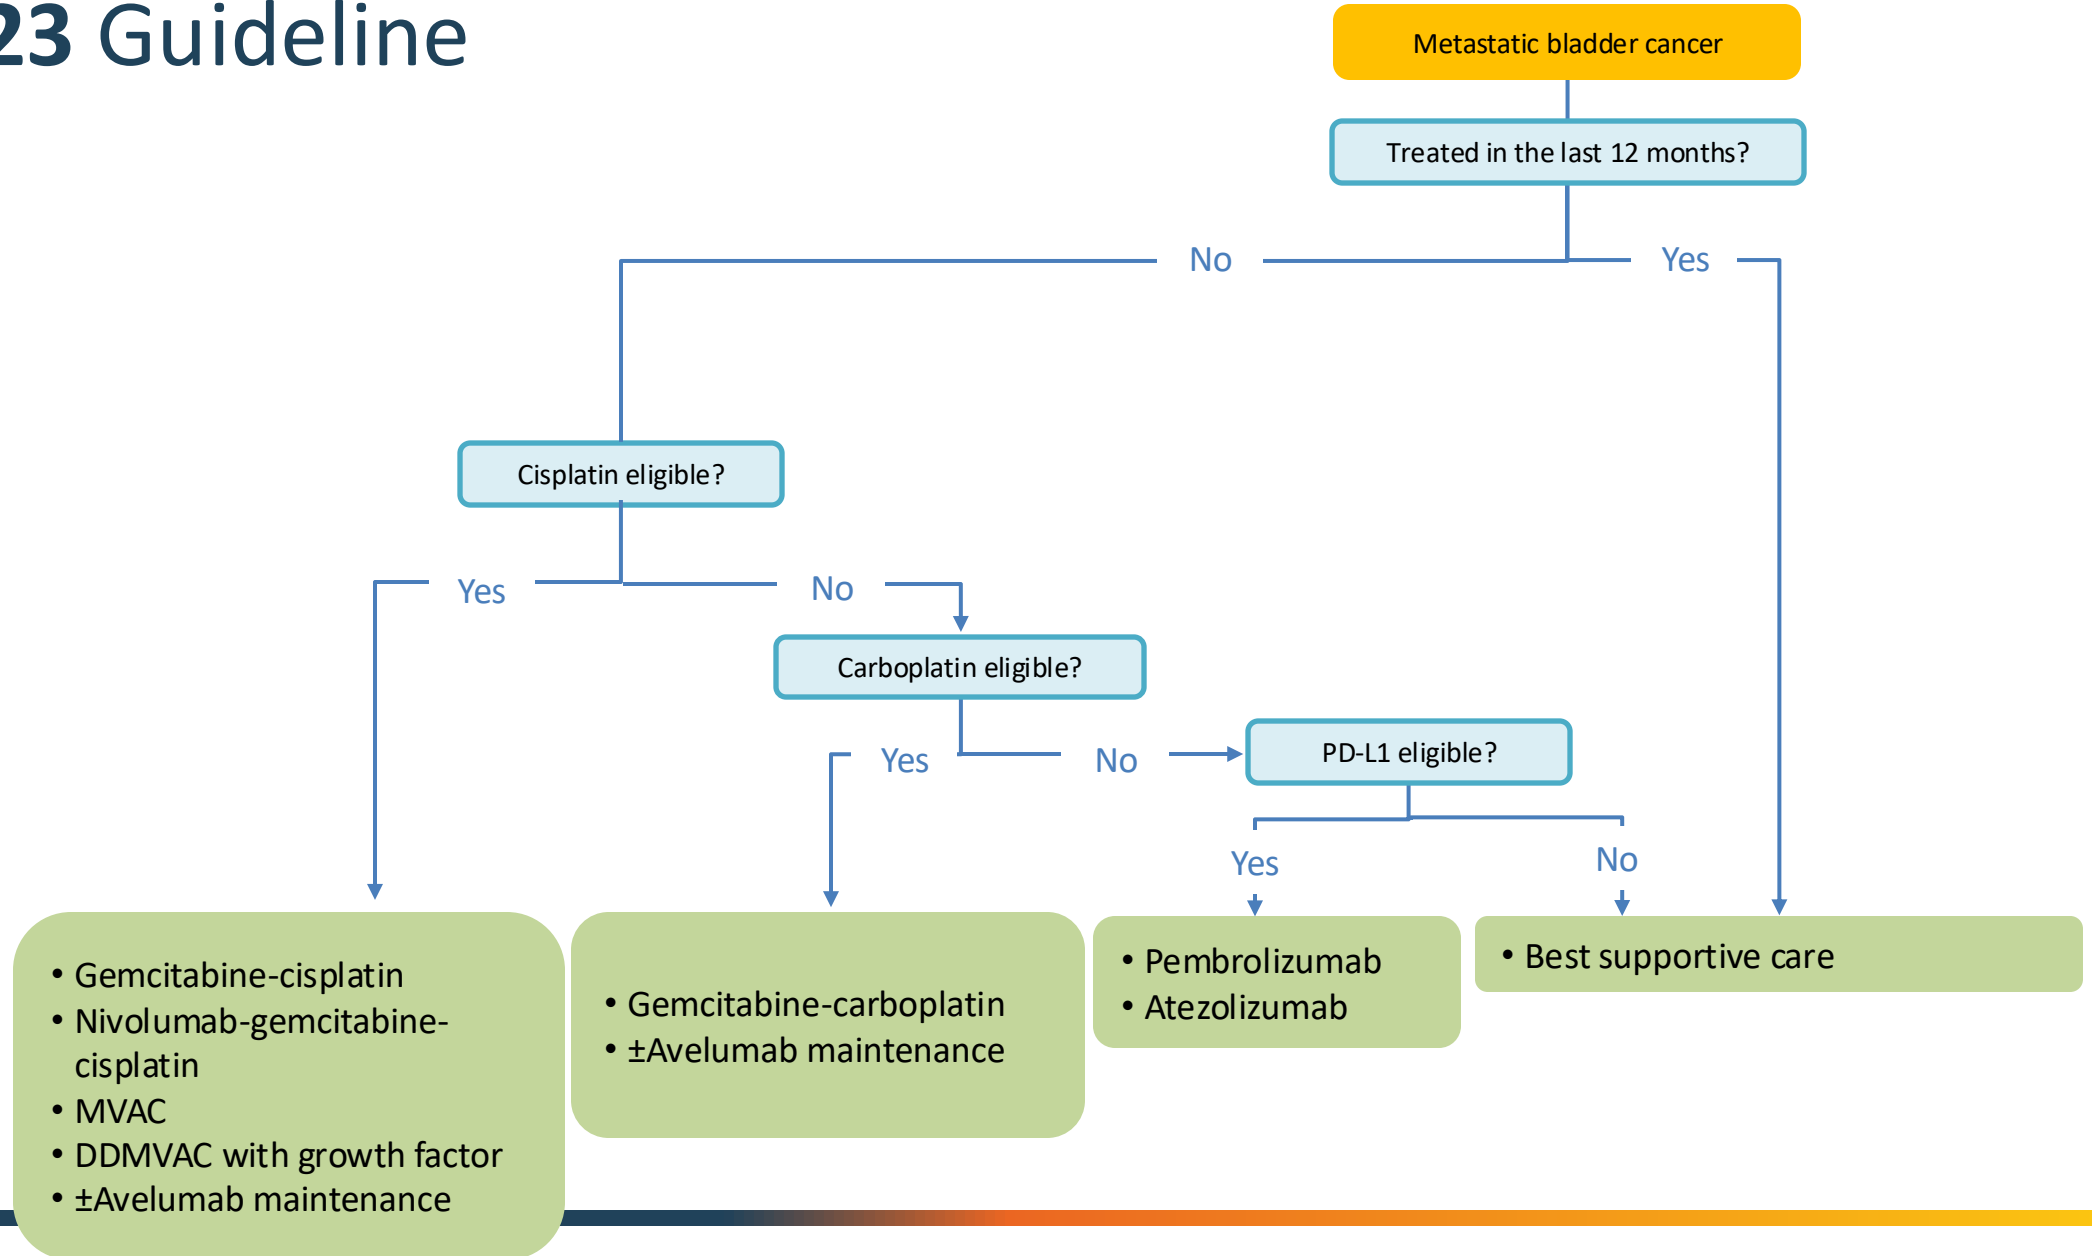 23 Guideline
Metastatic bladder cancer
Treated in the last 12 months?
No
Yes
Cisplatin eligible?
Yes
No
Carboplatin eligible?
Yes
No
PD-L1 eligible?
Yes
No
• Gemcitabine-cisplatin
• Nivolumab-gemcitabine-
cisplatin
• MVAC
• DDMVAC with growth factor
• ±Avelumab maintenance
• Gemcitabine-carboplatin
• ±Avelumab maintenance
• Pembrolizumab
• Atezolizumab
• Best supportive care